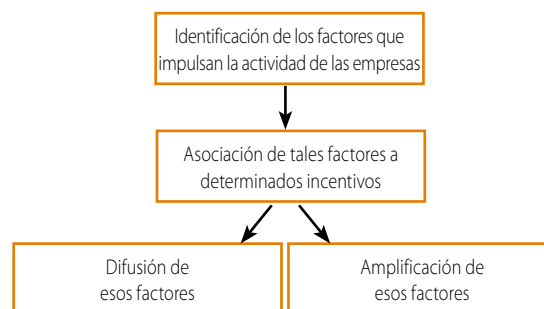 Identificación de los factores que
impulsan la actividad de las empresas
Asociación de tales factores a
determinados incentivos
Difusión de
esos factores
Amplificación de
esos factores